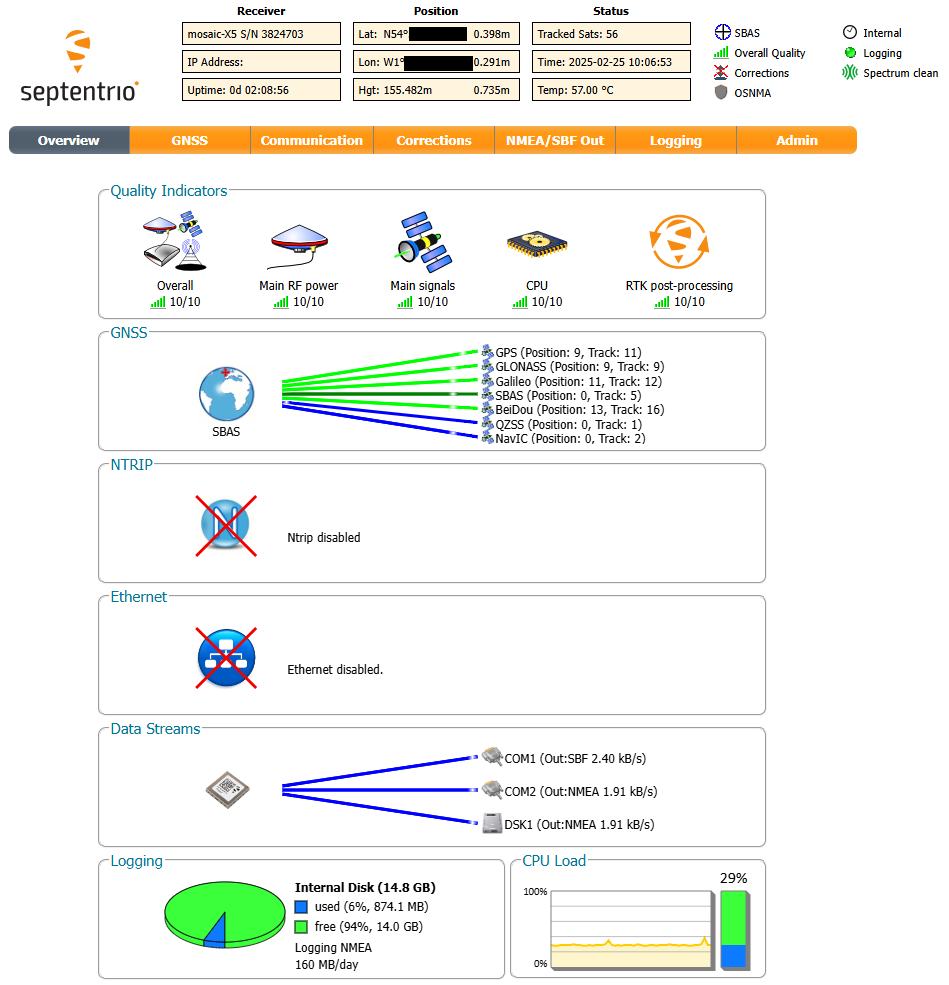 Receiver
Position
Status
mosaic-X5 S/N 3824703
Lat: N54° 0.398m
Tracked Sats: 56
IP Address:
Lon: W1° 0.291m
Time: 2025-02-25 10:06:53
Uptime: 0d 02:08:56
Hgt: 155.482m 0.735m
Temp: 57.00 °C
SBAS
Internal
Overall Quality
Logging
Corrections
Spectrum clean
OSNMA
septentrio
Overview
GNSS
Communication
Corrections
NMEA/SBF Out
Logging
Admin
Quality Indicators
Overall
Main RF power
Main signals
CPU
RTK post-processing
10/10
10/10
10/10
10/10
10/10
GNSS
GPS (Position: 9, Track: 11)
GLONASS (Position: 9, Track: 9)
Galileo (Position: 11, Track: 12)
SBAS (Position: 0, Track: 5)
BeiDou (Position: 13, Track: 16)
QZSS (Position: 0, Track: 1)
NavIC (Position: 0, Track: 2)
SBAS
NTRIP
N
Ntrip disabled
Ethernet
Ethernet disabled.
Data Streams
COM1 (Out:SBF 2.40 kB/s)
COM2 (Out:NMEA 1.91 kB/s)
DSK1 (Out:NMEA 1.91 kB/s)
Logging
Internal Disk (14.8 GB)
used (6%, 874.1 MB)
free (94%, 14.0 GB)
Logging NMEA
160 MB/day
CPU Load
29%
100%
0%